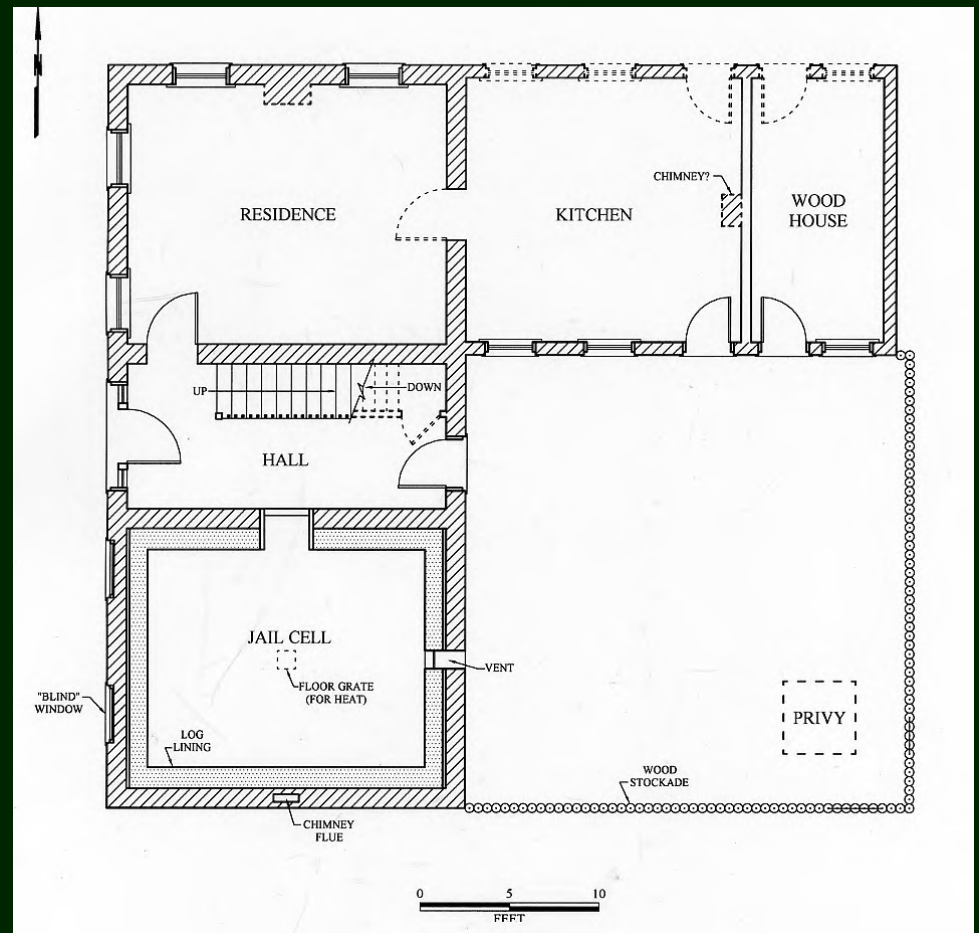 N
CHIMNEY?
RESIDENCE
KITCHEN
WOOD
HOUSE
UP
DOWN
HALL
JAIL CELL
VENT
FLOOR GRATE
(FOR HEAT)
"BLIND"
WINDOW
LOG
LINING
PRIVY
WOOD
STOCKADE
CHIMNEY
FLUE
0 5 10
FEET